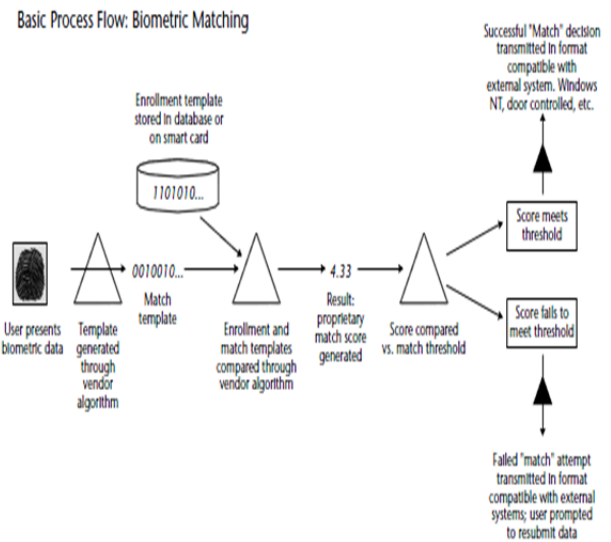 Basic Process Flow: Biometric Matching
Successful "Match" decision
transmitted in format
compatible with
external system. Windows
NT, door controlled, etc.
Enrollment template
stored in database or
on smart card
1101010...
Score meets
threshold
0010010...
4.33
User presents
biometric data
Template
generated
through
vendor
algorithm
Match
template
Enrollment and
match templates
compared through
vendor algorithm
Result:
proprietary
match score
generated
Score compared
vs. match threshold
Score fails to
meet threshold
Failed "match" attempt
transmitted in format
compatible with external
systems; user prompted
to resubmit data